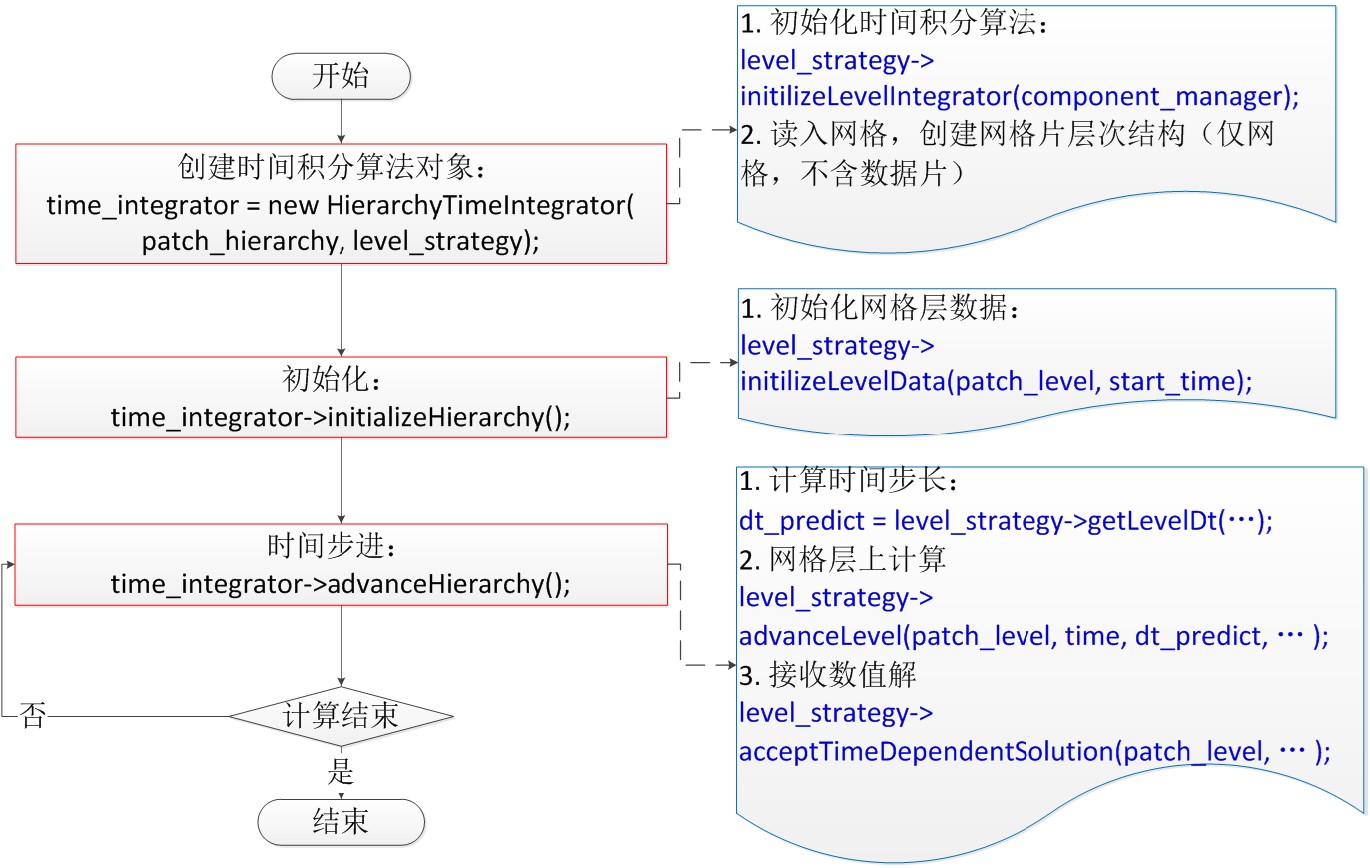 开始
创建时间积分算法对象：
time_integrator = new HierarchyTimeIntegrator(
patch_hierarchy, level_strategy);
初始化：
time_integrator->initializeHierarchy();
时间步进：
time_integrator->advanceHierarchy();
计算结束
否
是
结束
1. 初始化时间积分算法：
level_strategy->
initilizeLevelIntegrator(component_manager);
2. 读入网格，创建网格片层次结构（仅网
格，不含数据片）
1. 初始化网格层数据：
level_strategy->
initilizeLevelData(patch_level, start_time);
1. 计算时间步长：
dt_predict = level_strategy->getLevelDt(…);
2. 网格层上计算
level_strategy->
advanceLevel(patch_level, time, dt_predict, … );
3. 接收数值解
level_strategy->
acceptTimeDependentSolution(patch_level, … );